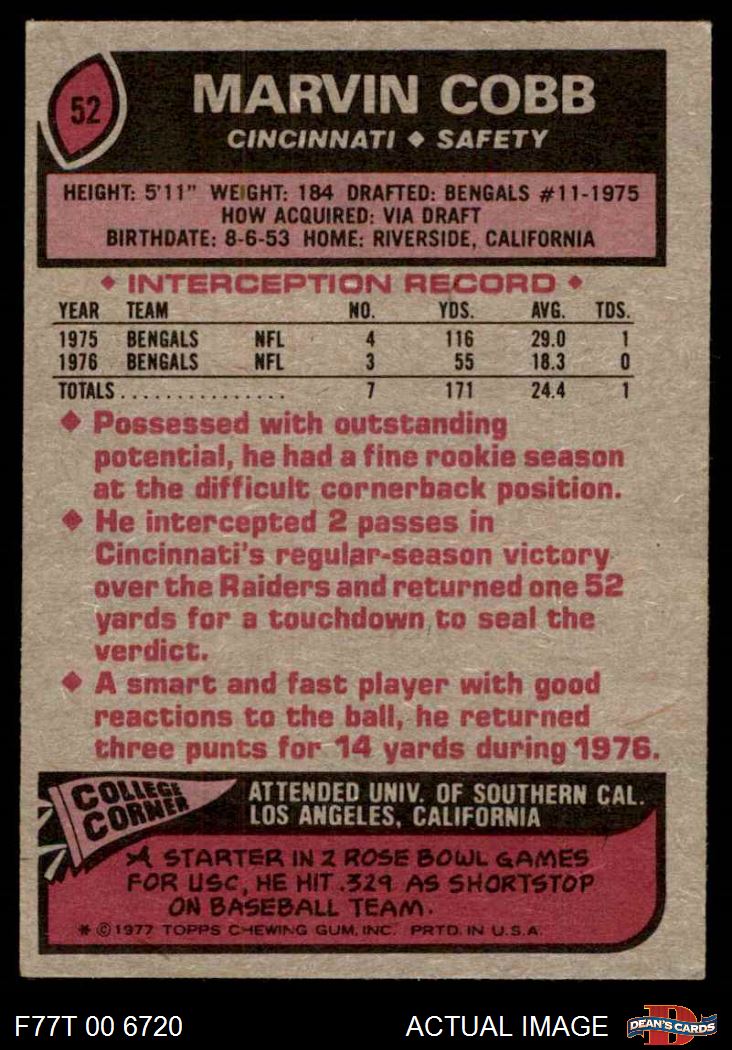 52
MARVIN COBB
CINCINNATI ◆ SAFETY
HEIGHT: 5'11" WEIGHT: 184 DRAFTED: BENGALS #11-1975
HOW ACQUIRED: VIA DRAFT
BIRTHDATE: 8-6-53 HOME: RIVERSIDE, CALIFORNIA
◆ INTERCEPTION RECORD ◆
YEAR TEAM NO. YDS. AVG. TDS.
1975 BENGALS NFL 4 116 29.0 1
1976 BENGALS NFL 3 55 18.3 0
TOTALS............... 7 171 24.4 1
◆ Possessed with outstanding
potential, he had a fine rookie season
at the difficult cornerback position.
◆ He intercepted 2 passes in
Cincinnati's regular-season victory
over the Raiders and returned one 52
yards for a touchdown to seal the
verdict.
◆ A smart and fast player with good
reactions to the ball, he returned
three punts for 14 yards during 1976.
COLLEGE
CORNER
ATTENDED UNIV. OF SOUTHERN CAL.
LOS ANGELES, CALIFORNIA
A STARTER IN 2 ROSE BOWL GAMES
FOR USC, HE HIT .329 AS SHORTSTOP
ON BASEBALL TEAM.
* © 1977 TOPPS CHEWING GUM, INC. PRTD. IN U.S.A.
F77T 00 6720
ACTUAL IMAGE
D
DEAN'S CARDS